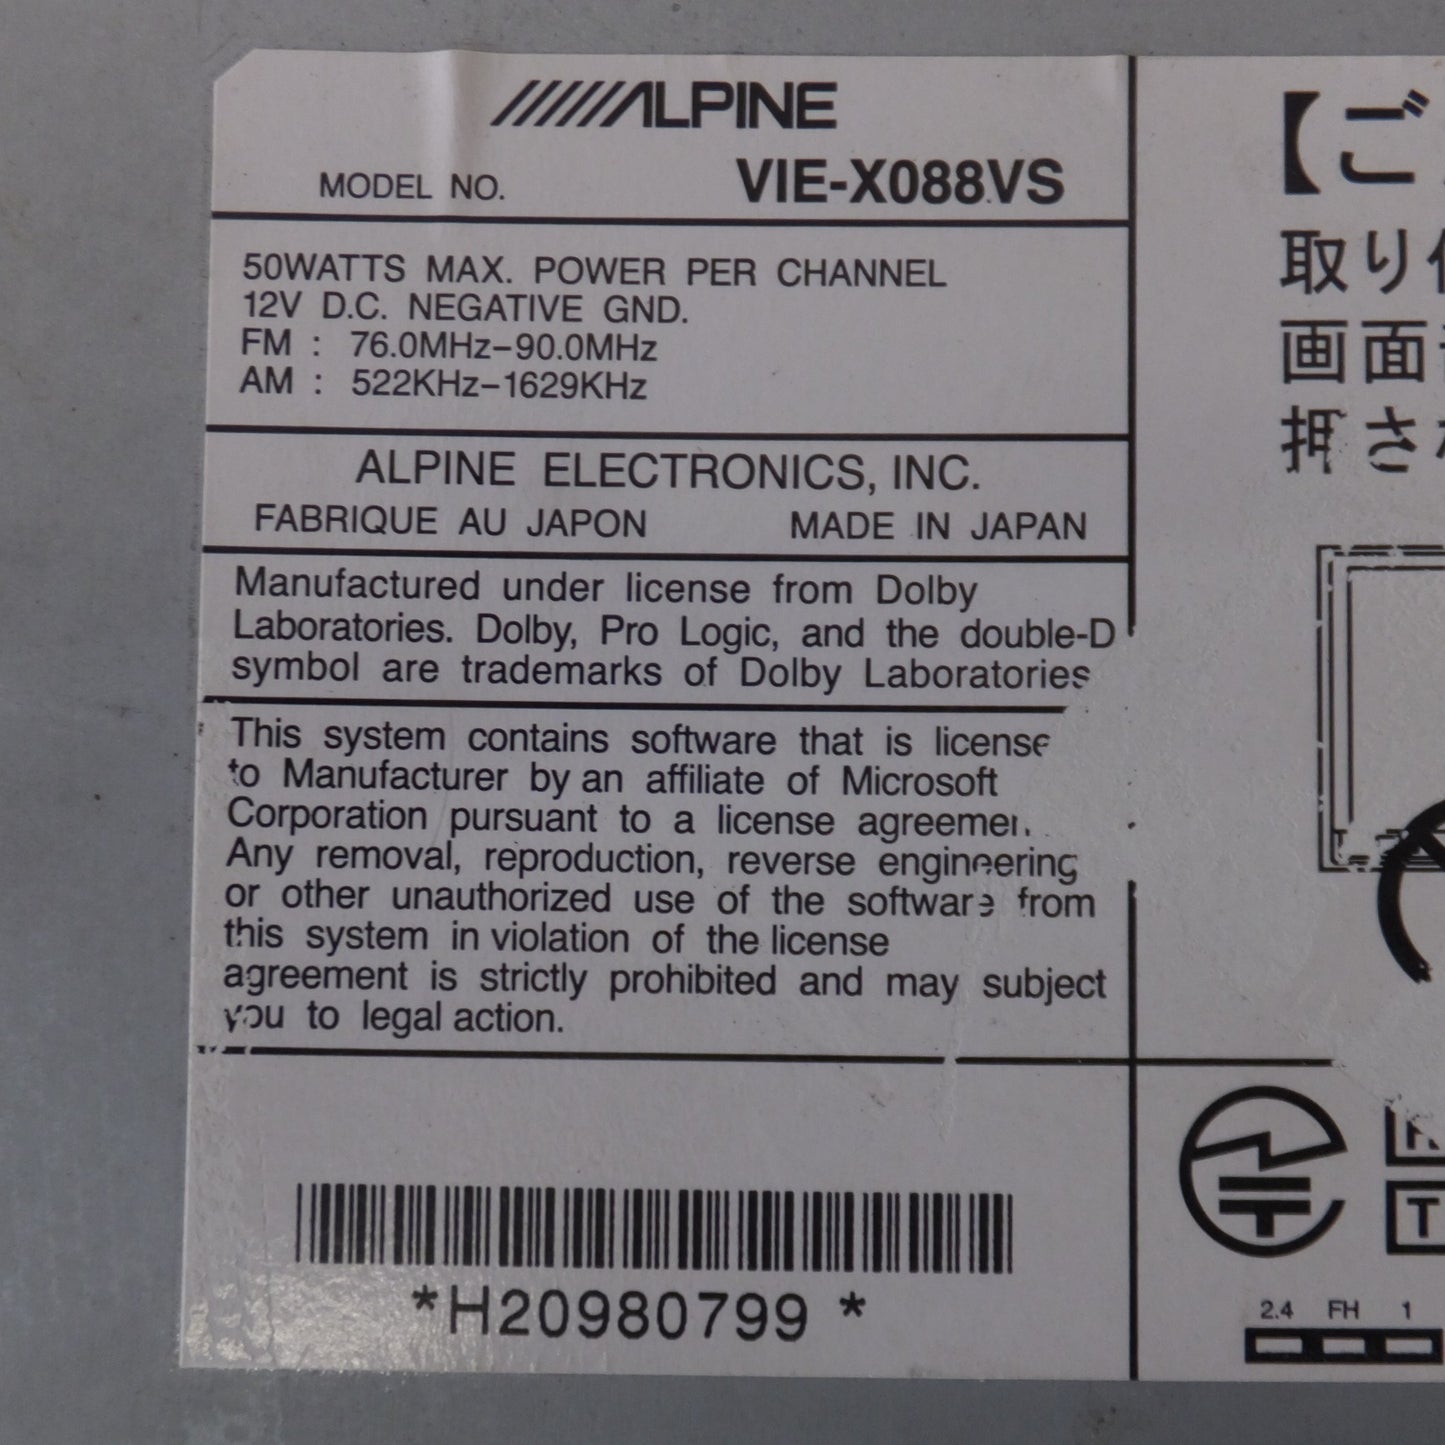 ALPINE
MODEL NO. VIE-X088VS
50WATTS MAX. POWER PER CHANNEL
12V D.C. NEGATIVE GND.
FM : 76.0MHz-90.0MHz
AM : 522KHz-1629KHz
ALPINE ELECTRONICS, INC.
FABRIQUE AU JAPON MADE IN JAPAN
Manufactured under license from Dolby
Laboratories. Dolby, Pro Logic, and the double-D
symbol are trademarks of Dolby Laboratories
This system contains software that is license
to Manufacturer by an affiliate of Microsoft
Corporation pursuant to a license
Any removal, reproduction, reverse engineering
or other unauthorized use of the software from
this system in violation of the license
agreement is strictly prohibited and may subject
you to legal action.
*H20980799 *
【ご
取り
画面
押さ
T
2.4 FH 1